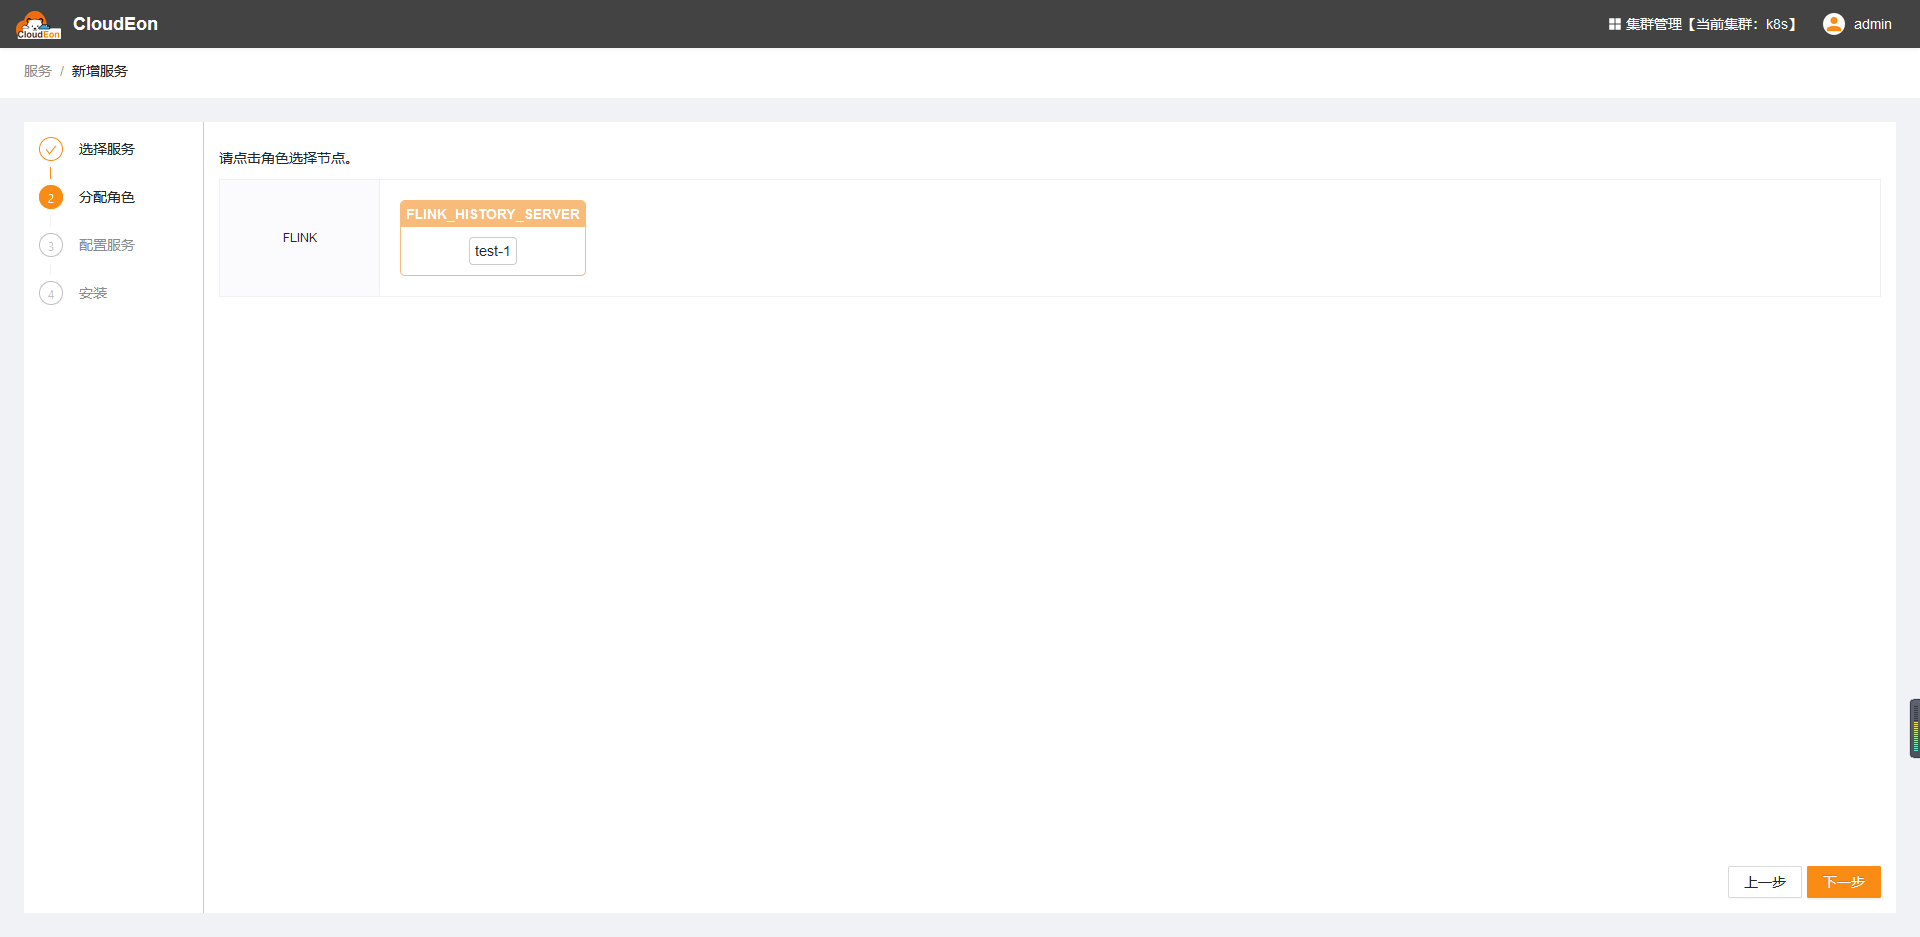 CloudEon
CloudEon
集群管理【当前集群：k8s】
admin
服务 / 新增服务
选择服务
2 分配角色
3 配置服务
4 安装
请点击角色选择节点。
FLINK
FLINK_HISTORY_SERVER
test-1
上一步
下一步